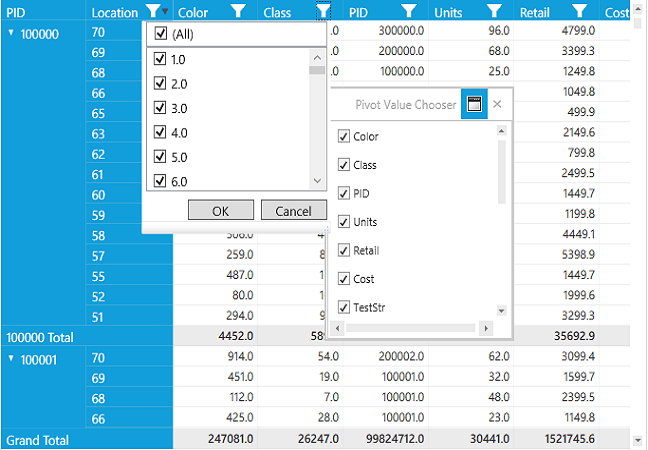 PID Location Color Class PID Units Retail Cost
100000 70 .0 300000.0 96.0 4799.0
69 .0 200002.0 68.0 3399.3
68 .0 100000.0 25.0 1249.8
66 1049.8
65 499.9
63 2149.6
62 799.8
61 2499.5
60 1449.7
59 1199.8
58 306.0 4 4449.1
57 259.0 8 5398.9
55 487.0 1 1449.7
52 80.0 1999.6
51 294.0 9 3299.3
100000 Total 4452.0 58 35692.9
100001 70 914.0 54.0 200002.0 62.0 3099.4
69 451.0 19.0 100001.0 32.0 1599.7
68 112.0 7.0 100001.0 48.0 2399.5
66 425.0 28.0 100001.0 23.0 1149.8
Grand Total 247081.0 26247.0 99824712.0 30441.0 1521745.6
(All)
1.0
2.0
3.0
4.0
5.0
6.0
OK Cancel
Pivot Value Chooser
Color
Class
PID
Units
Retail
Cost
TestStr